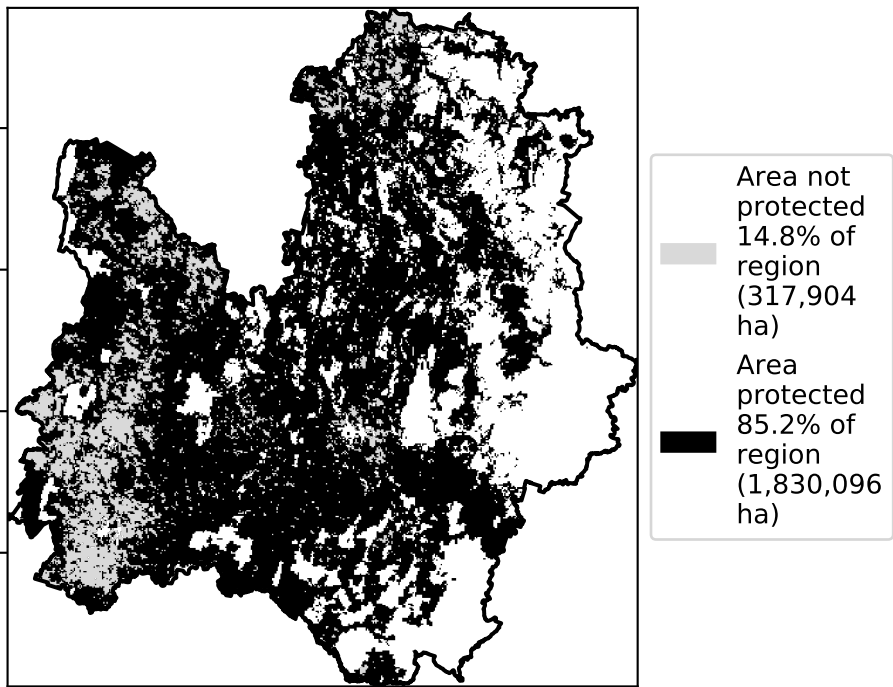 Area not
protected
14.8% of
region
(317,904
ha)
Area
protected
85.2% of
region
(1,830,096
ha)